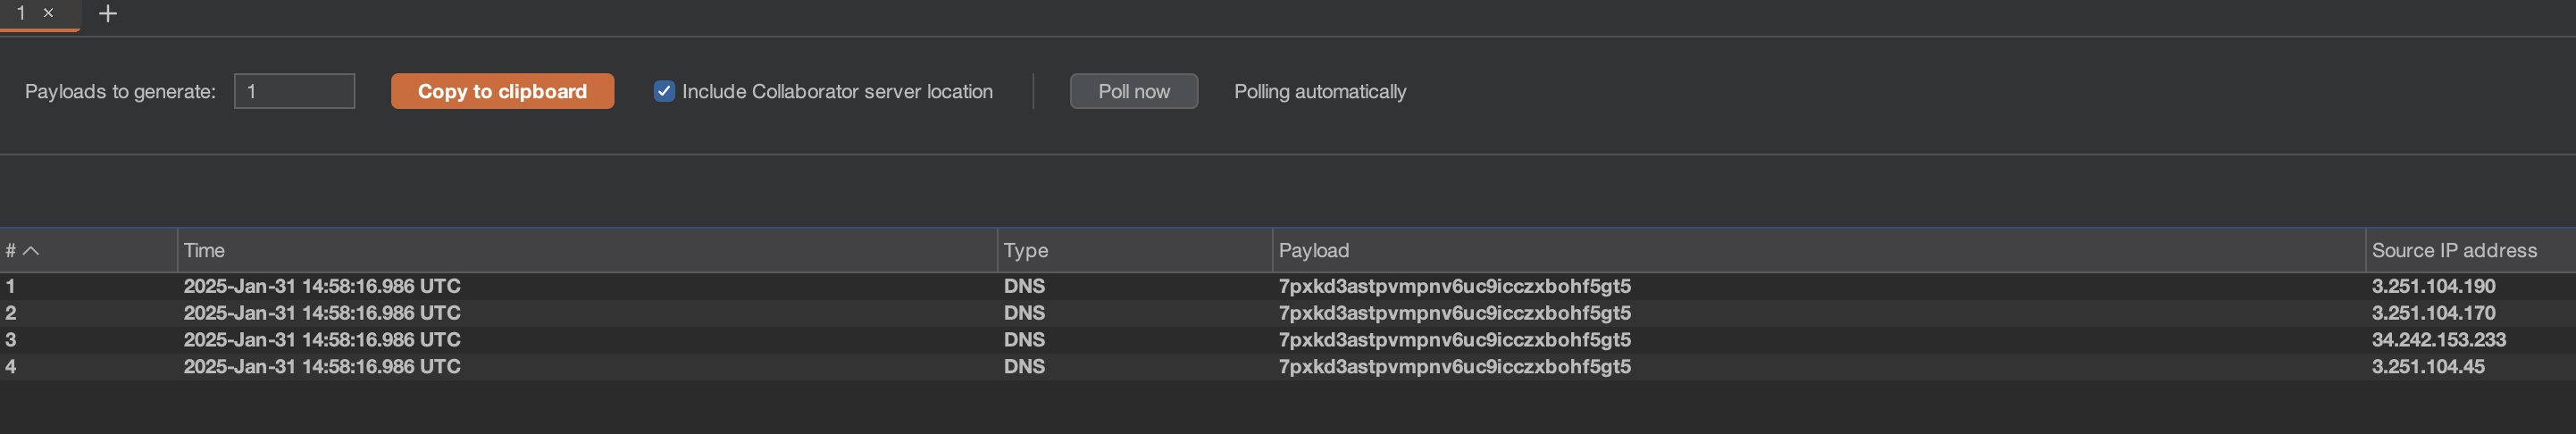 1 × +
Payloads to generate: 1 Copy to clipboard Include Collaborator server location Poll now Polling automatically
# Time Type Payload Source IP address
1 2025-Jan-31 14:58:16.986 UTC DNS 7pxkd3astpvmpnv6uc9icczxbohf5gt5 3.251.104.190
2 2025-Jan-31 14:58:16.986 UTC DNS 7pxkd3astpvmpnv6uc9icczxbohf5gt5 3.251.104.170
3 2025-Jan-31 14:58:16.986 UTC DNS 7pxkd3astpvmpnv6uc9icczxbohf5gt5 34.242.153.233
4 2025-Jan-31 14:58:16.986 UTC DNS 7pxkd3astpvmpnv6uc9icczxbohf5gt5 3.251.104.45